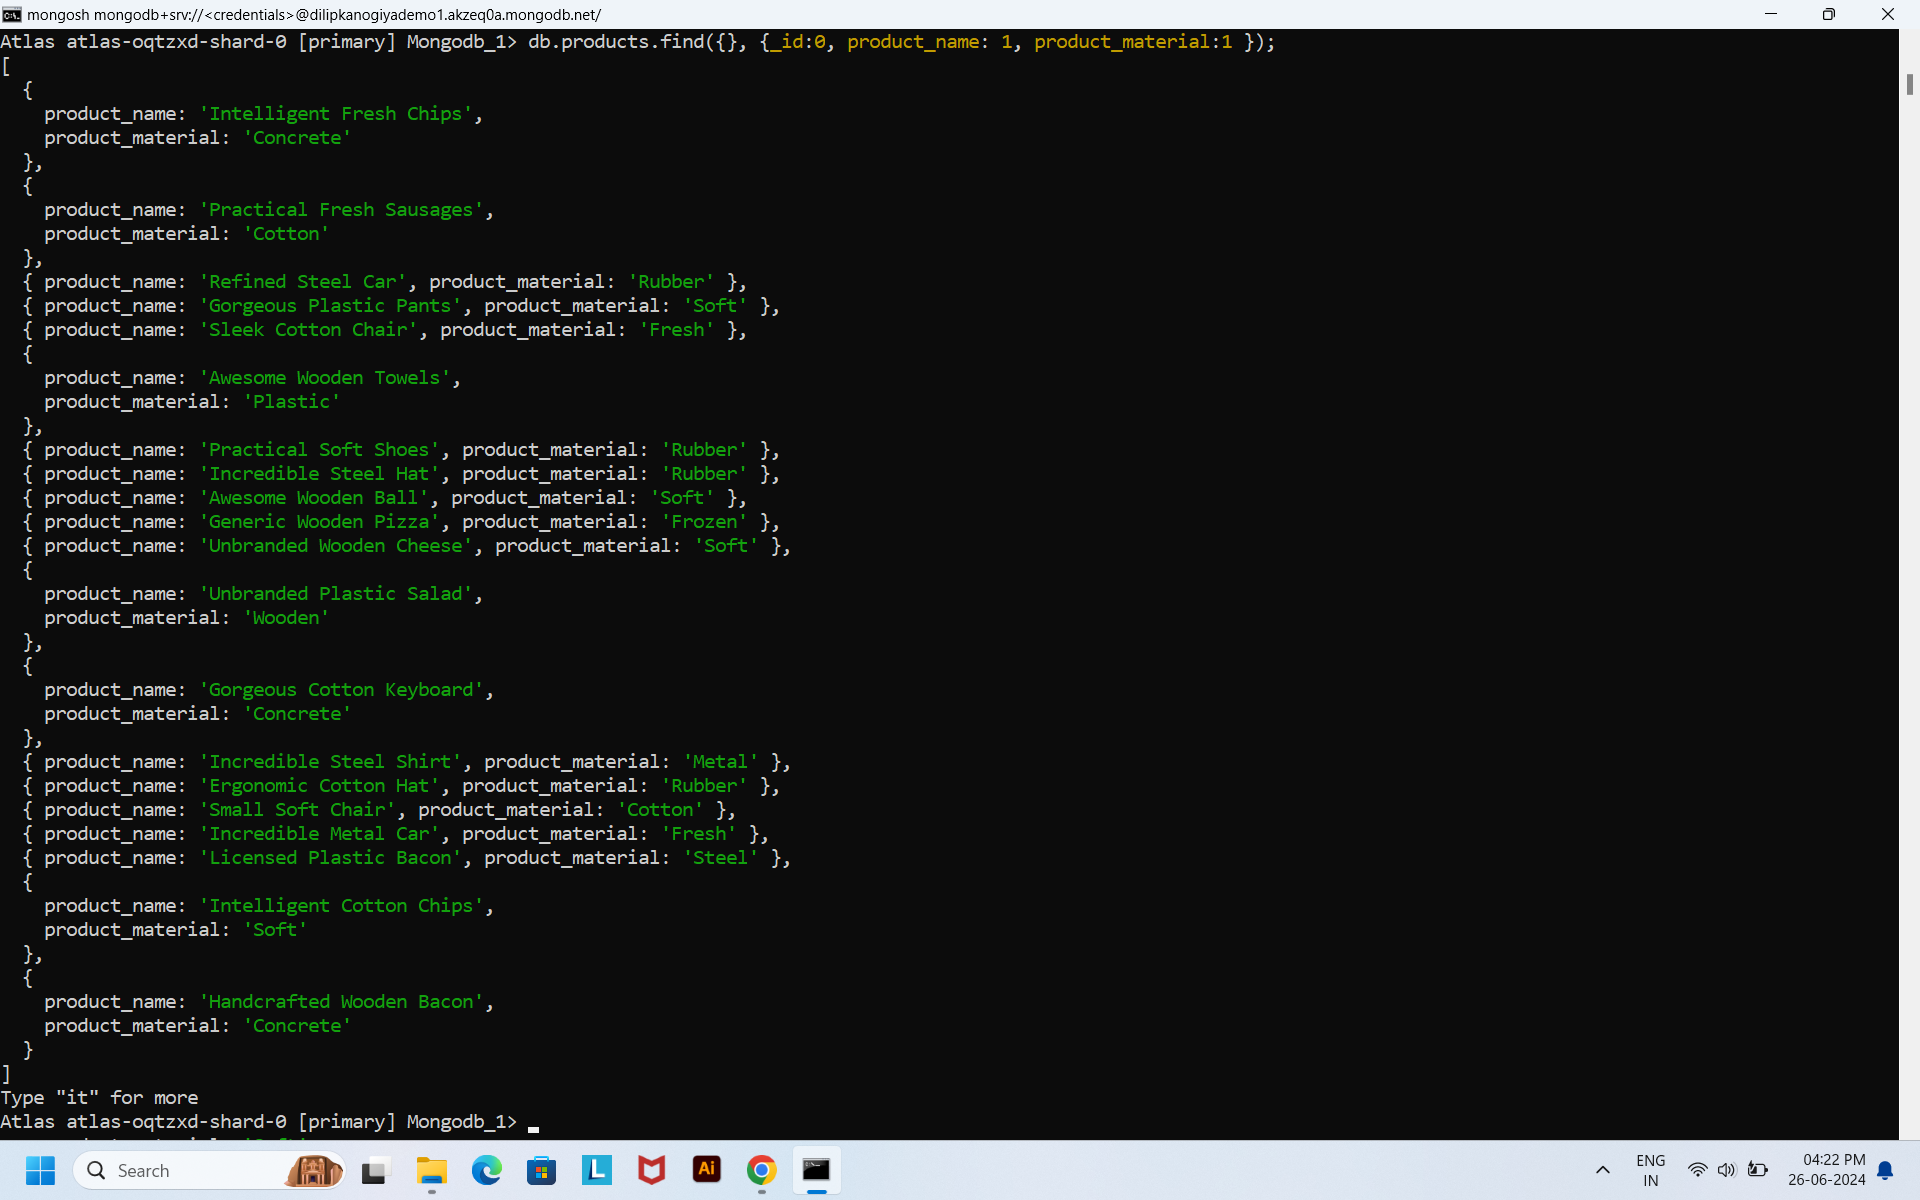 mongosh mongodb+srv://<credentials>@dilipkanogiyademo1.akzeq0a.mongodb.net/
Atlas atlas-oqtzxd-shard-0 [primary] Mongodb_1> db.products.find({}, {_id:0, product_name: 1, product_material:1 });
[
  {
    product_name: 'Intelligent Fresh Chips',
    product_material: 'Concrete'
  },
  {
    product_name: 'Practical Fresh Sausages',
    product_material: 'Cotton'
  },
  { product_name: 'Refined Steel Car', product_material: 'Rubber' },
  { product_name: 'Gorgeous Plastic Pants', product_material: 'Soft' },
  { product_name: 'Sleek Cotton Chair', product_material: 'Fresh' },
  {
    product_name: 'Awesome Wooden Towels',
    product_material: 'Plastic'
  },
  { product_name: 'Practical Soft Shoes', product_material: 'Rubber' },
  { product_name: 'Incredible Steel Hat', product_material: 'Rubber' },
  { product_name: 'Awesome Wooden Ball', product_material: 'Soft' },
  { product_name: 'Generic Wooden Pizza', product_material: 'Frozen' },
  { product_name: 'Unbranded Wooden Cheese', product_material: 'Soft' },
  {
    product_name: 'Unbranded Plastic Salad',
    product_material: 'Wooden'
  },
  {
    product_name: 'Gorgeous Cotton Keyboard',
    product_material: 'Concrete'
  },
  { product_name: 'Incredible Steel Shirt', product_material: 'Metal' },
  { product_name: 'Ergonomic Cotton Hat', product_material: 'Rubber' },
  { product_name: 'Small Soft Chair', product_material: 'Cotton' },
  { product_name: 'Incredible Metal Car', product_material: 'Fresh' },
  { product_name: 'Licensed Plastic Bacon', product_material: 'Steel' },
  {
    product_name: 'Intelligent Cotton Chips',
    product_material: 'Soft'
  },
  {
    product_name: 'Handcrafted Wooden Bacon',
    product_material: 'Concrete'
  }
]
Type "it" for more
Atlas atlas-oqtzxd-shard-0 [primary] Mongodb_1>
Search
L
Ai
ENG
IN
04:22 PM
26-06-2024